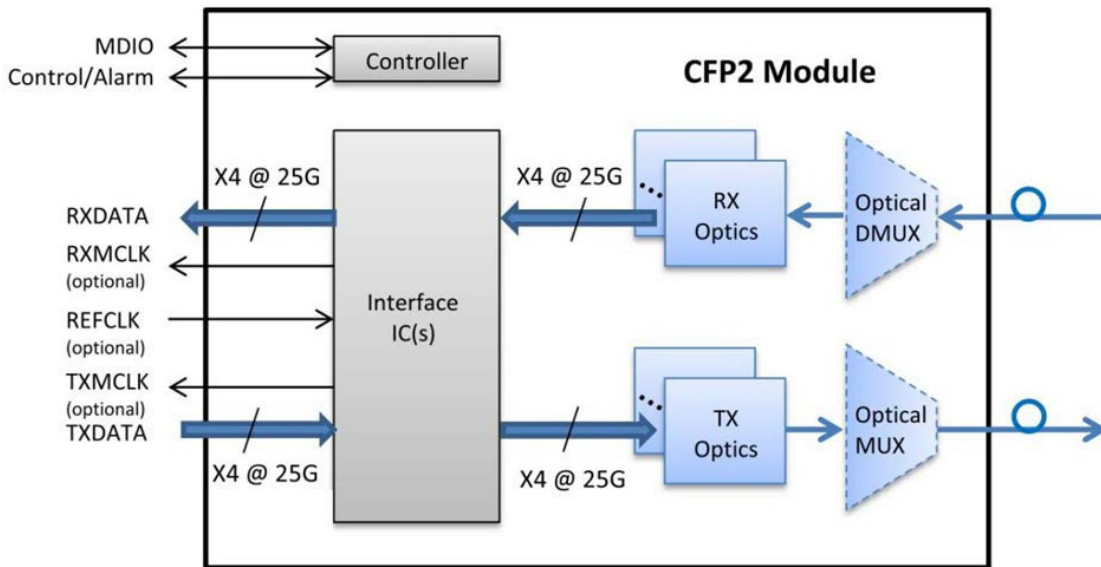 MDIO
Control/Alarm
Controller
CFP2 Module
X4 @ 25G
X4 @ 25G
RXDATA
RXMCLK
(optional)
REFCLK
(optional)
TXMCLK
(optional)
TXDATA
X4 @ 25G
Interface
IC(s)
X4 @ 25G
RX
Optics
Optical
DMUX
TX
Optics
Optical
MUX